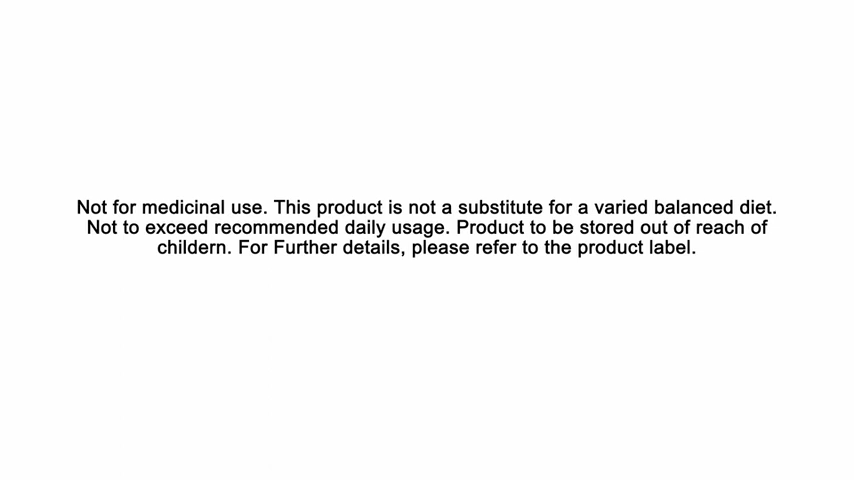 Not for medicinal use. This product is not a substitute for a varied balanced diet.
Not to exceed recommended daily usage. Product to be stored out of reach of
childern. For Further details, please refer to the product label.